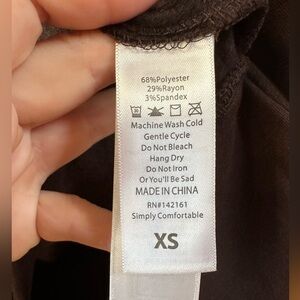 68%Polyester
29%Rayon
3%Spandex
30
Machine Wash Cold
Gentle Cycle
Do Not Bleach
Hang Dry
Do Not Iron
Or You'll Be Sad
MADE IN CHINA
RN#142161
Simply Comfortable
XS